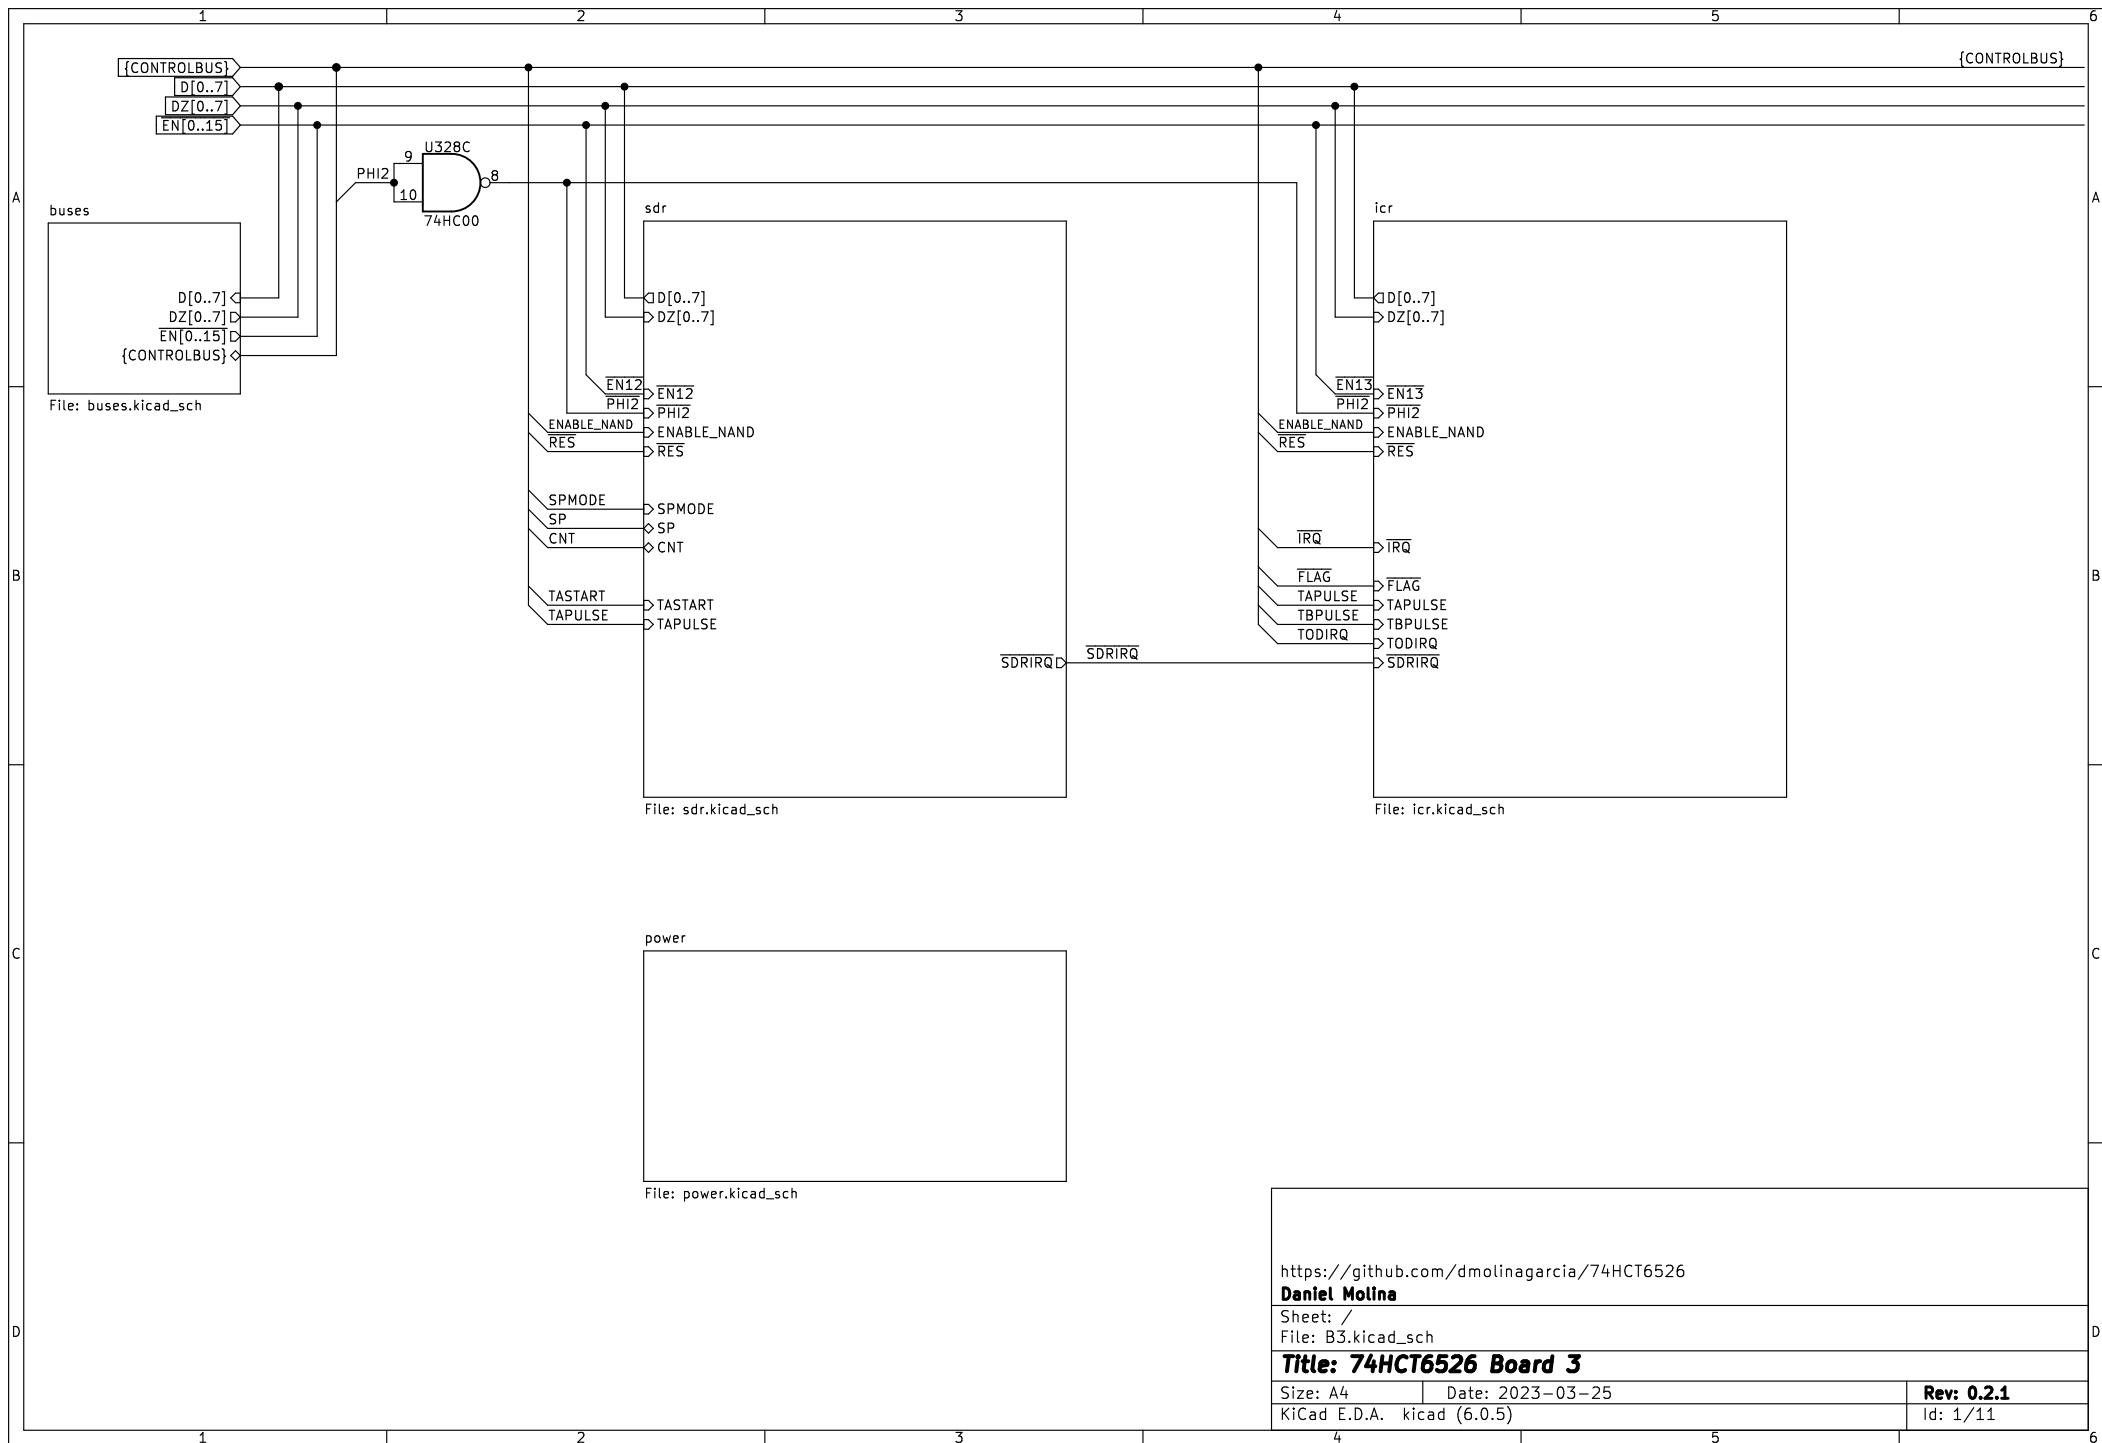 1 2 3 4 5 6
{CONTROLBUS} {CONTROLBUS}
D[0..7]
DZ[0..7]
EN[0..15]
U328C
9
PHI2 8
10
74HC00
A A
buses sdr icr
D[0..7] D[0..7] D[0..7]
DZ[0..7] DZ[0..7] DZ[0..7]
EN[0..15]
{CONTROLBUS}
File: buses.kicad_sch
EN12 EN12 EN13 EN13
PHI2 PHI2 PHI2 PHI2
ENABLE_NAND ENABLE_NAND ENABLE_NAND ENABLE_NAND
RES RES RES RES
SPMODE SPMODE
SP SP
CNT CNT IRQ IRQ
B FLAG FLAG B
TASTART TASTART TAPULSE TAPULSE
TAPULSE TAPULSE TBPULSE TBPULSE
TODIRQ TODIRQ
SDRIRQ SDRIRQ SDRIRQ
File: sdr.kicad_sch File: icr.kicad_sch
power
C C
File: power.kicad_sch
https://github.com/dmolinagarcia/74HCT6526
Daniel Molina
Sheet: /
File: B3.kicad_sch
D D
Title: 74HCT6526 Board 3
Size: A4 Date: 2023-03-25 Rev: 0.2.1
KiCad E.D.A. kicad (6.0.5) Id: 1/11
1 2 3 4 5 6